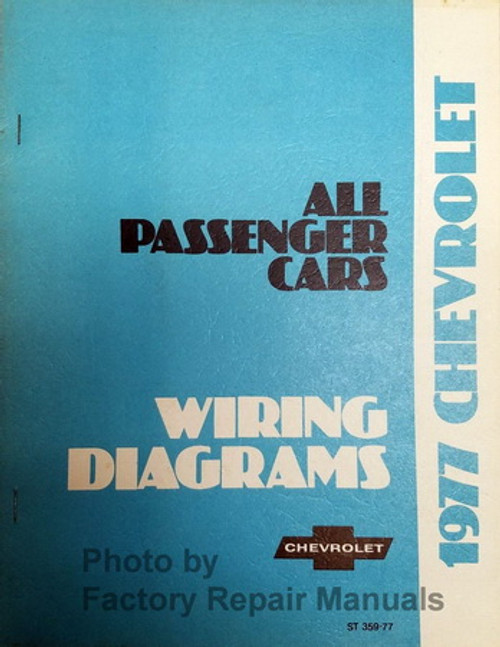 ALL
PASSENGER
CARS
WIRING
DIAGRAMS
CHEVROLET
1977 CHEVROLET
Photo by
Factory Repair Manuals
ST 359-77